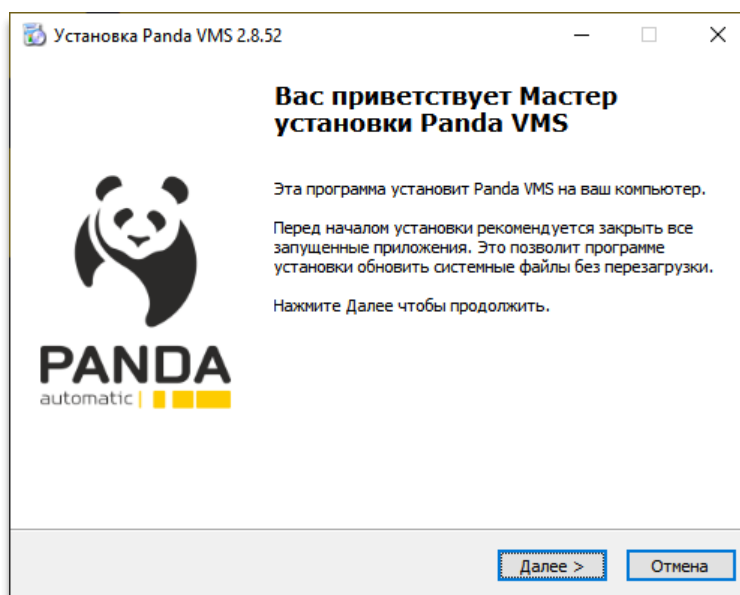 Установка Panda VMS 2.8.52
Вас приветствует Мастер
установки Panda VMS
Эта программа установит Panda VMS на ваш компьютер.
Перед началом установки рекомендуется закрыть все
запущенные приложения. Это позволит программе
установки обновить системные файлы без перезагрузки.
Нажмите Далее чтобы продолжить.
PANDA
automatic
Далее >
Отмена